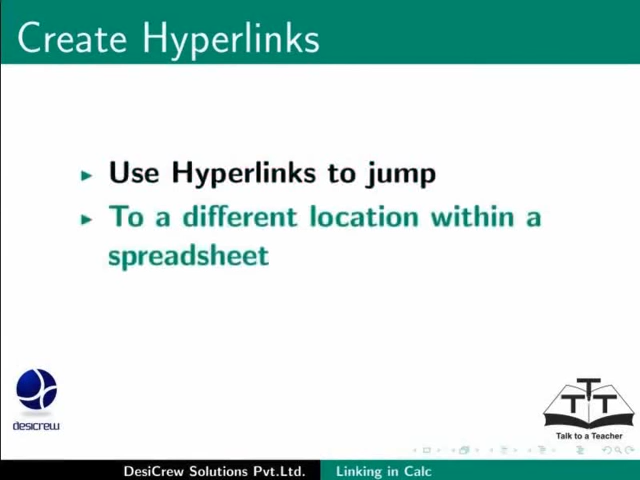 Create Hyperlinks
Use Hyperlinks to jump
To a different location within a
spreadsheet
desicrew
T
T T
Talk to a Teacher
DesiCrew Solutions Pvt.Ltd. Linking in Calc